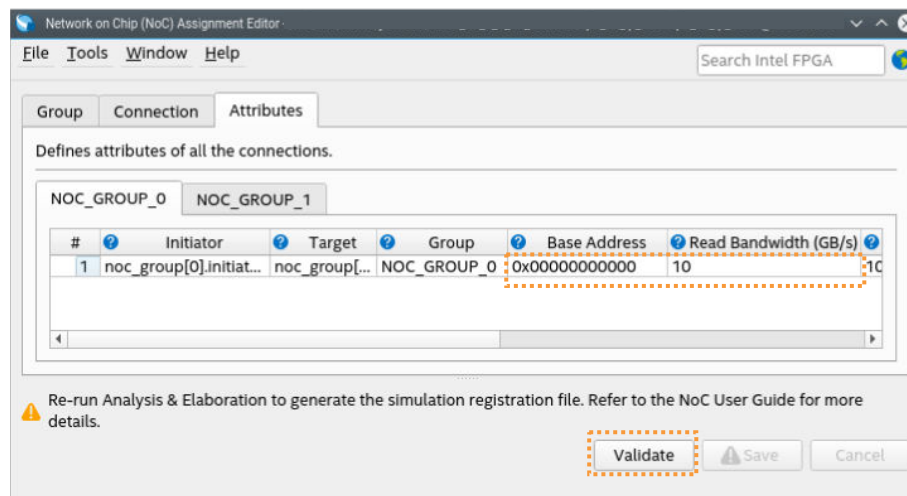 Network on Chip (NoC) Assignment Editor
File Tools Window Help
Search Intel FPGA
Group Connection Attributes
Defines attributes of all the connections.
NOC_GROUP_0 NOC_GROUP_1
# Initiator Target Group Base Address Read Bandwidth (GB/s)
1 noc_group[0].initiat... noc_group[... NOC_GROUP_0 0x00000000000 10 10
Re-run Analysis & Elaboration to generate the simulation registration file. Refer to the NoC User Guide for more
details.
Validate Save Cancel